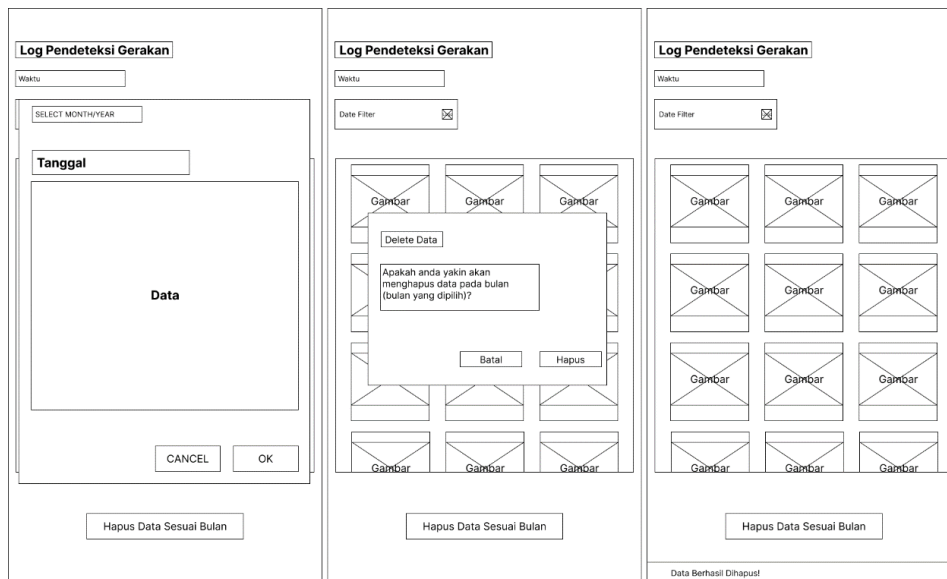 Log Pendeteksi Gerakan
Waktu
SELECT MONTH/YEAR
Tanggal
Data
CANCEL
OK
Hapus Data Sesuai Bulan
Log Pendeteksi Gerakan
Waktu
Date Filter
Gambar Gambar Gambar
Delete Data
Apakah anda yakin akan
menghapus data pada bulan
(bulan yang dipilih)?
Batal
Hapus
Gambar Gambar Gambar
Hapus Data Sesuai Bulan
Log Pendeteksi Gerakan
Waktu
Date Filter
Gambar Gambar Gambar
Gambar Gambar Gambar
Gambar Gambar Gambar
Gambar Gambar Gambar
Hapus Data Sesuai Bulan
Data Berhasil Dihapus!